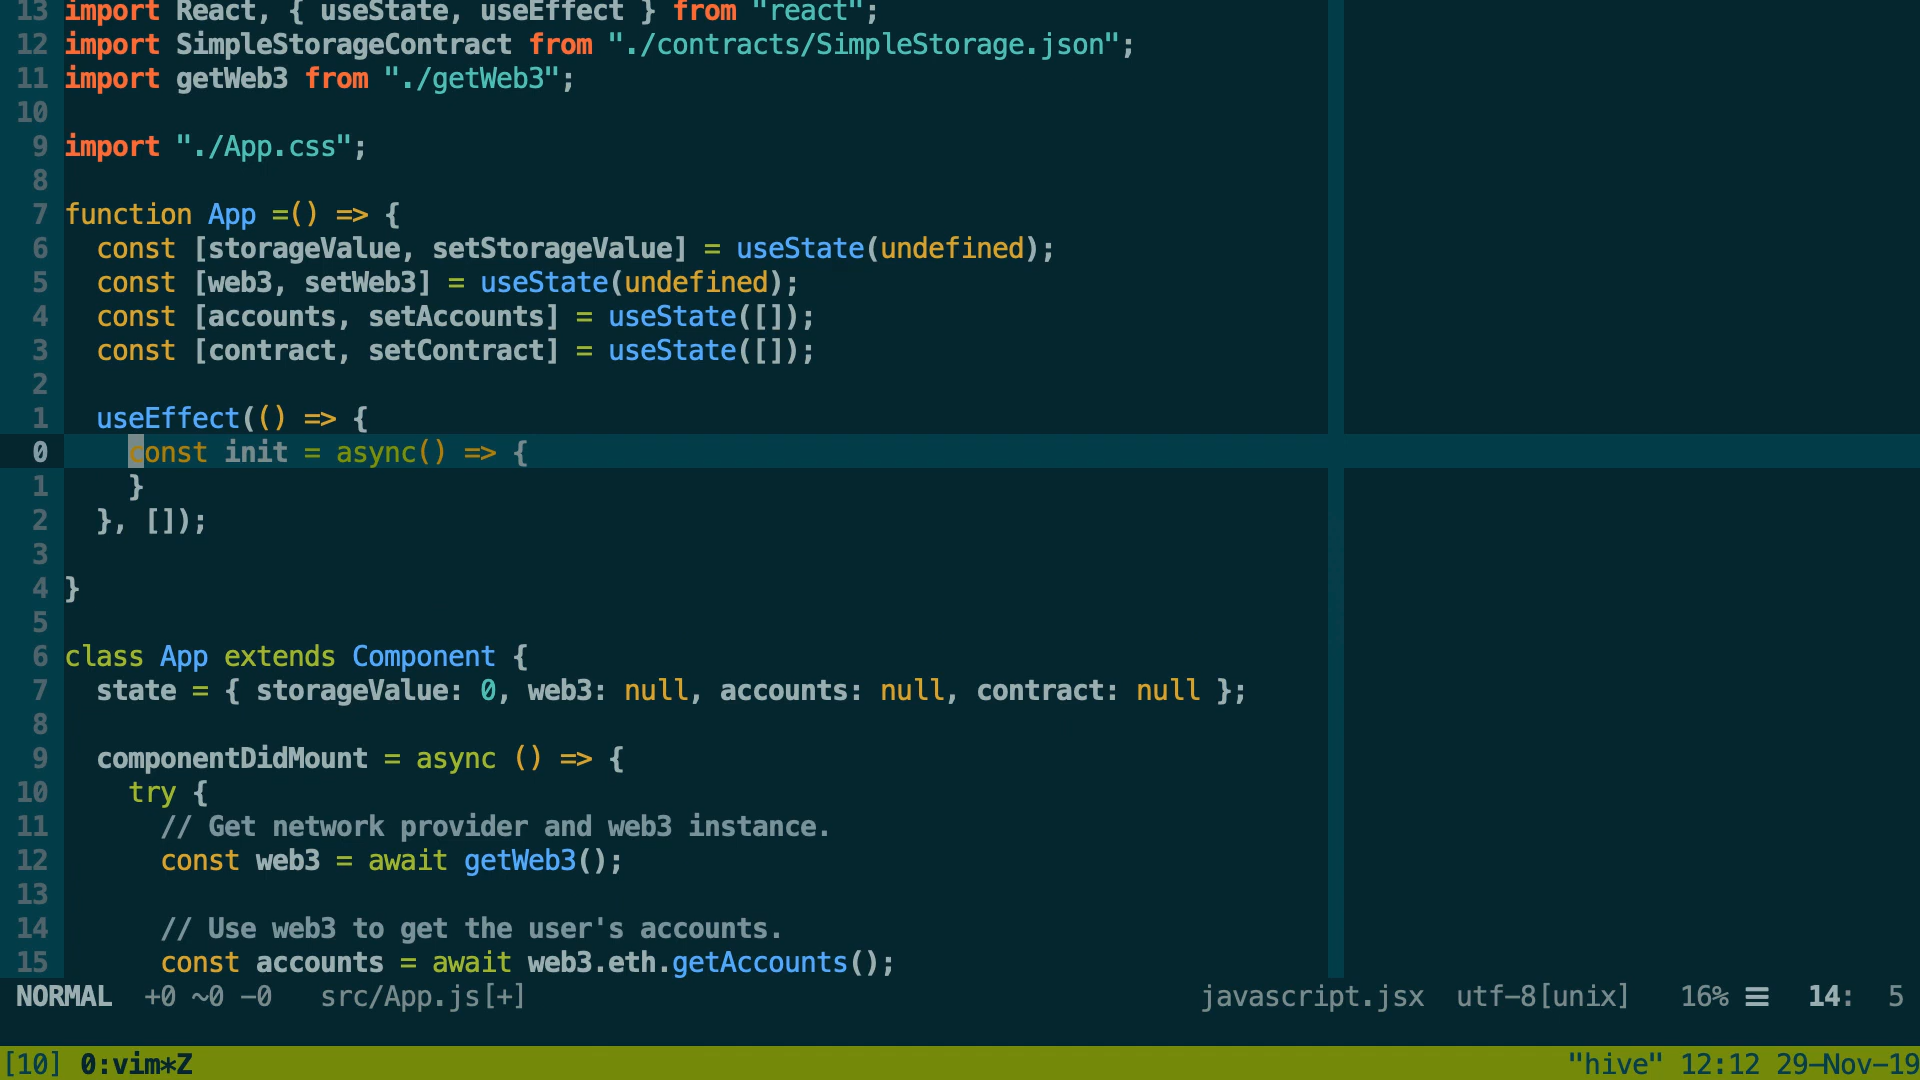 13 import React, { useState, useEffect } from "react";
12 import SimpleStorageContract from "./contracts/SimpleStorage.json";
11 import getWeb3 from "./getWeb3";
10
9 import "./App.css";
8
7 function App =() => {
6   const [storageValue, setStorageValue] = useState(undefined);
5   const [web3, setWeb3] = useState(undefined);
4   const [accounts, setAccounts] = useState([]);
3   const [contract, setContract] = useState([]);
2
1   useEffect(() => {
0     const init = async() => {
1     }
2   }, []);
3
4 }
5
6 class App extends Component {
7   state = { storageValue: 0, web3: null, accounts: null, contract: null };
8
9   componentDidMount = async () => {
10     try {
11       // Get network provider and web3 instance.
12       const web3 = await getWeb3();
13
14       // Use web3 to get the user's accounts.
15       const accounts = await web3.eth.getAccounts();
NORMAL +0 ~0 -0 src/App.js[+] javascript.jsx utf-8[unix] 16% ☰ 14: 5
[10] 0:vim*Z "hive" 12:12 29-Nov-19